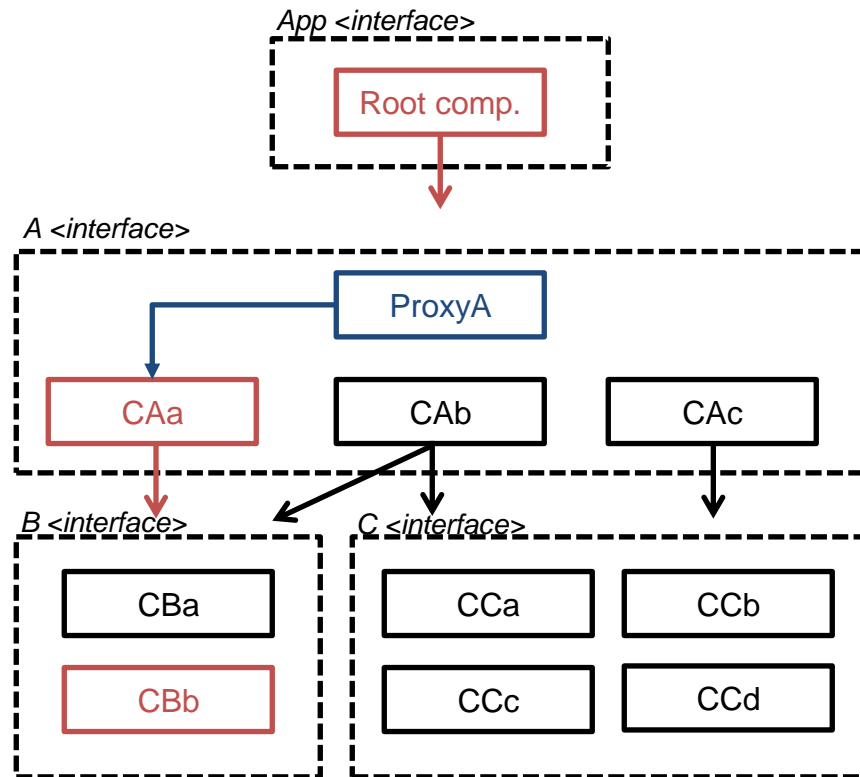 App <interface>
Root comp.
A <interface>
ProxyA
CAa
CAb
CAc
B <interface>
C <interface>
CBa
CCa
CCb
CBb
CCc
CCd